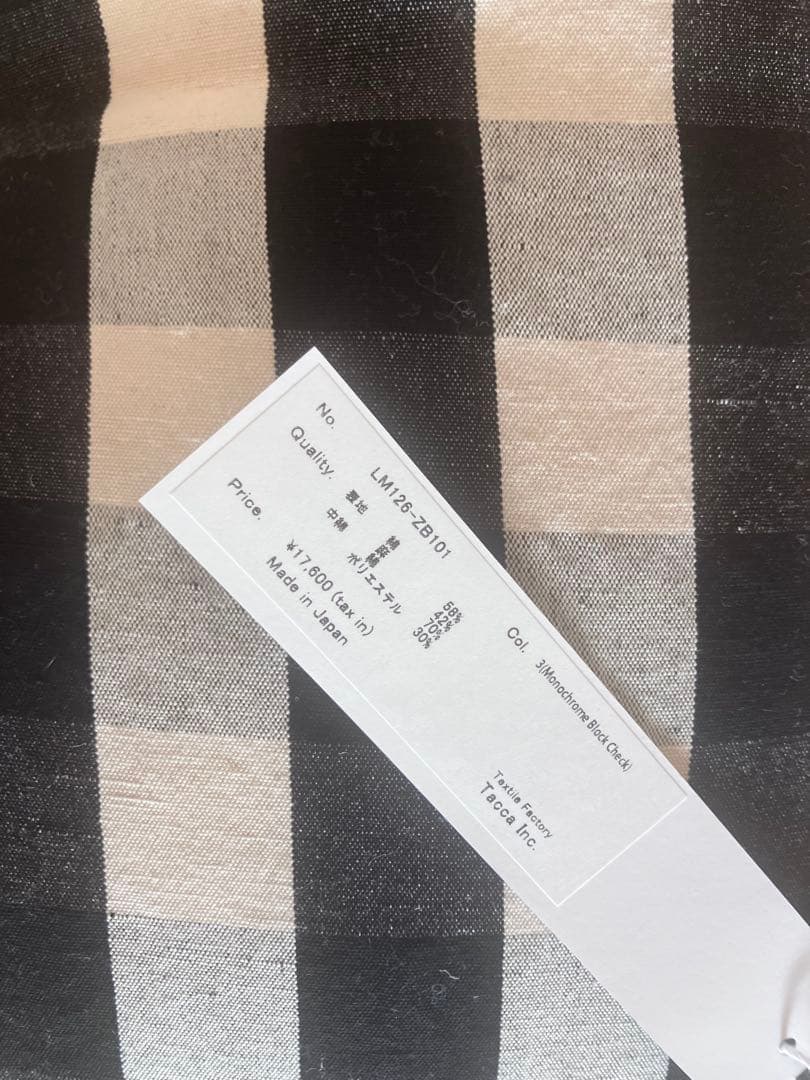 No. LM126-ZB101 Col. 3(Monochrome Block Check)
Quality. 表地 綿 58%
麻 42%
中綿 綿 70%
ポリエステル 30%
Price. ¥17,600 (tax in)
Made in Japan
Textile Factory
Tacca Inc.